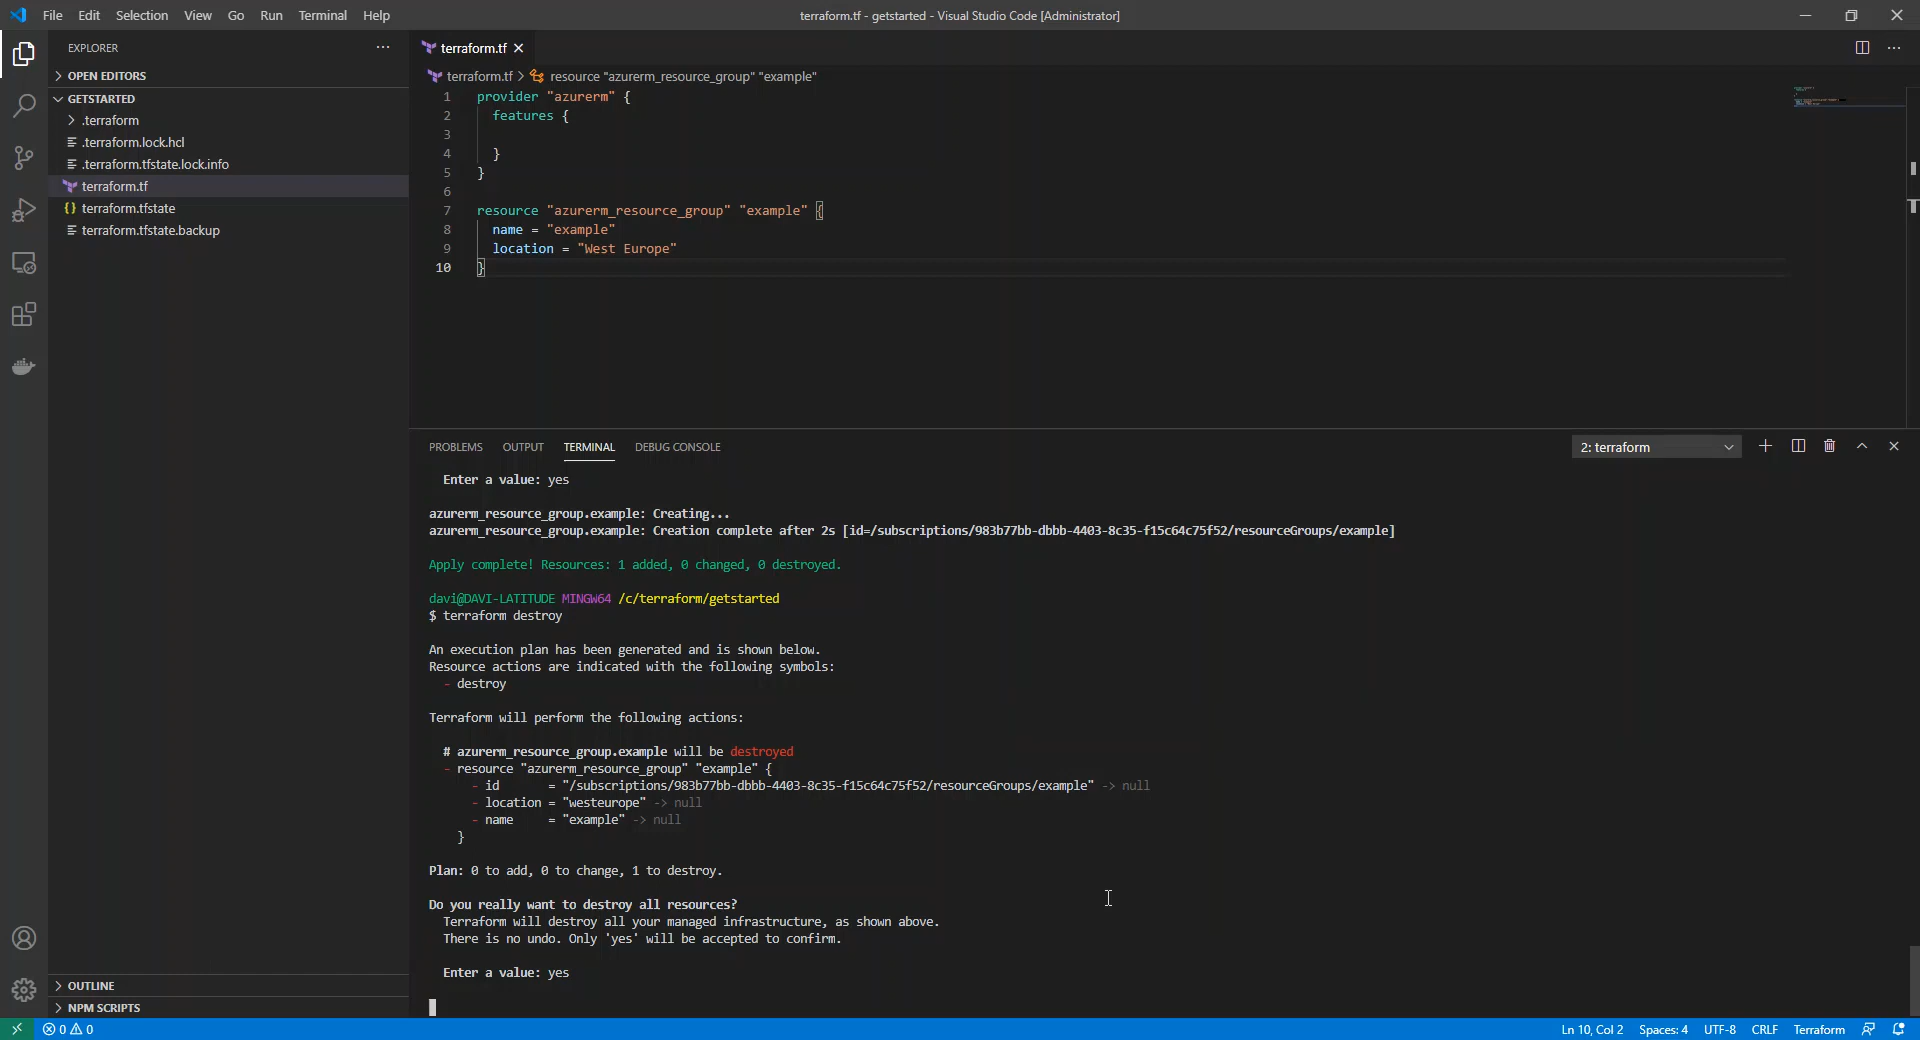 File Edit Selection View Go Run Terminal Help
terraform.tf - getstarted - Visual Studio Code [Administrator]
EXPLORER
OPEN EDITORS
GETSTARTED
.terraform
.terraform.lock.hcl
.terraform.tfstate.lock.info
terraform.tf
terraform.tfstate
terraform.tfstate.backup
OUTLINE
NPM SCRIPTS
terraform.tf
terraform.tf > resource "azurerm_resource_group" "example"
1 provider "azurerm" {
2 features {
3
4 }
5 }
6
7 resource "azurerm_resource_group" "example" {
8 name = "example"
9 location = "West Europe"
10 }
PROBLEMS OUTPUT TERMINAL DEBUG CONSOLE
2: terraform
Enter a value: yes
azurerm_resource_group.example: Creating...
azurerm_resource_group.example: Creation complete after 2s [id=/subscriptions/983b77bb-dbbb-4403-8c35-f15c64c75f52/resourceGroups/example]
Apply complete! Resources: 1 added, 0 changed, 0 destroyed.
davi@DAVI-LATITUDE MINGW64 /c/terraform/getstarted
$ terraform destroy
An execution plan has been generated and is shown below.
Resource actions are indicated with the following symbols:
- destroy
Terraform will perform the following actions:
# azurerm_resource_group.example will be destroyed
- resource "azurerm_resource_group" "example" {
- id = "/subscriptions/983b77bb-dbbb-4403-8c35-f15c64c75f52/resourceGroups/example" -> null
- location = "westeurope" -> null
- name = "example" -> null
}
Plan: 0 to add, 0 to change, 1 to destroy.
Do you really want to destroy all resources?
Terraform will destroy all your managed infrastructure, as shown above.
There is no undo. Only 'yes' will be accepted to confirm.
Enter a value: yes
0 0
Ln 10, Col 2 Spaces: 4 UTF-8 CRLF Terraform